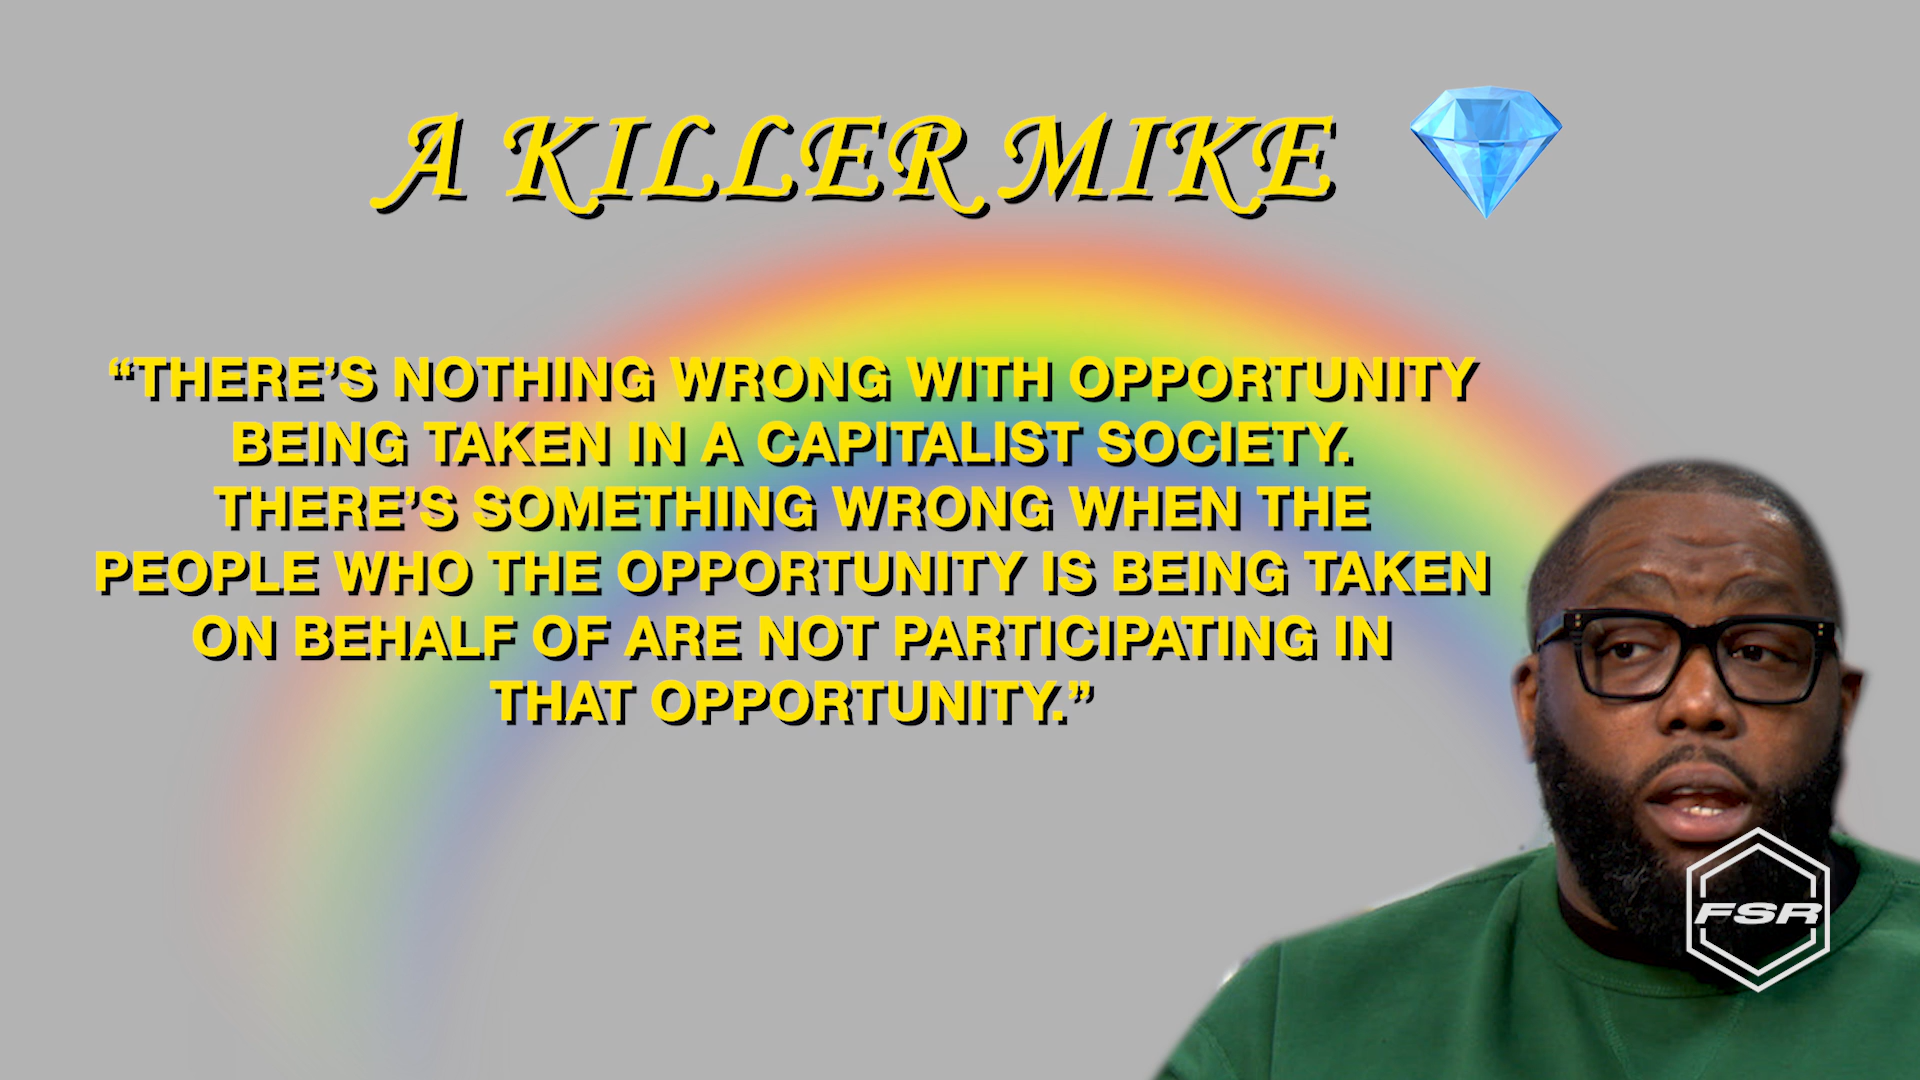 A KILLER MIKE
“THERE’S NOTHING WRONG WITH OPPORTUNITY
BEING TAKEN IN A CAPITALIST SOCIETY.
THERE’S SOMETHING WRONG WHEN THE
PEOPLE WHO THE OPPORTUNITY IS BEING TAKEN
ON BEHALF OF ARE NOT PARTICIPATING IN
THAT OPPORTUNITY.”
FSR